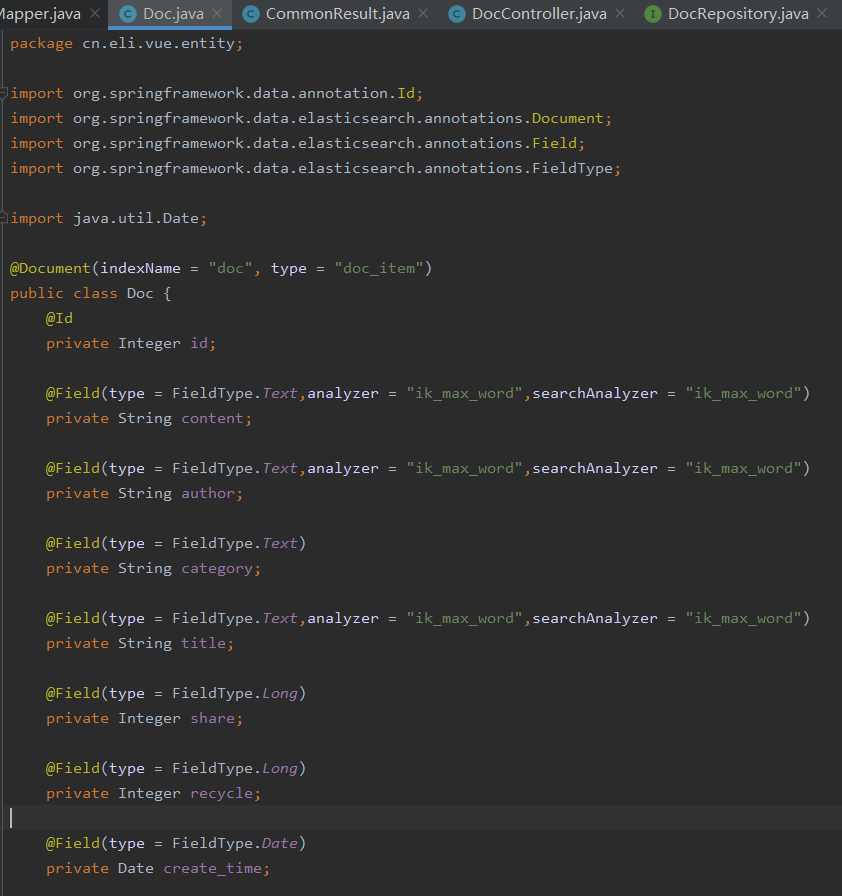 Mapper.java × C Doc.java × C CommonResult.java × C DocController.java × I DocRepository.java ×
package cn.eli.vue.entity;
import org.springframework.data.annotation.Id;
import org.springframework.data.elasticsearch.annotations.Document;
import org.springframework.data.elasticsearch.annotations.Field;
import org.springframework.data.elasticsearch.annotations.FieldType;
import java.util.Date;
@Document(indexName = "doc", type = "doc_item")
public class Doc {
@Id
private Integer id;
@Field(type = FieldType.Text,analyzer = "ik_max_word",searchAnalyzer = "ik_max_word")
private String content;
@Field(type = FieldType.Text,analyzer = "ik_max_word",searchAnalyzer = "ik_max_word")
private String author;
@Field(type = FieldType.Text)
private String category;
@Field(type = FieldType.Text,analyzer = "ik_max_word",searchAnalyzer = "ik_max_word")
private String title;
@Field(type = FieldType.Long)
private Integer share;
@Field(type = FieldType.Long)
private Integer recycle;
@Field(type = FieldType.Date)
private Date create_time;